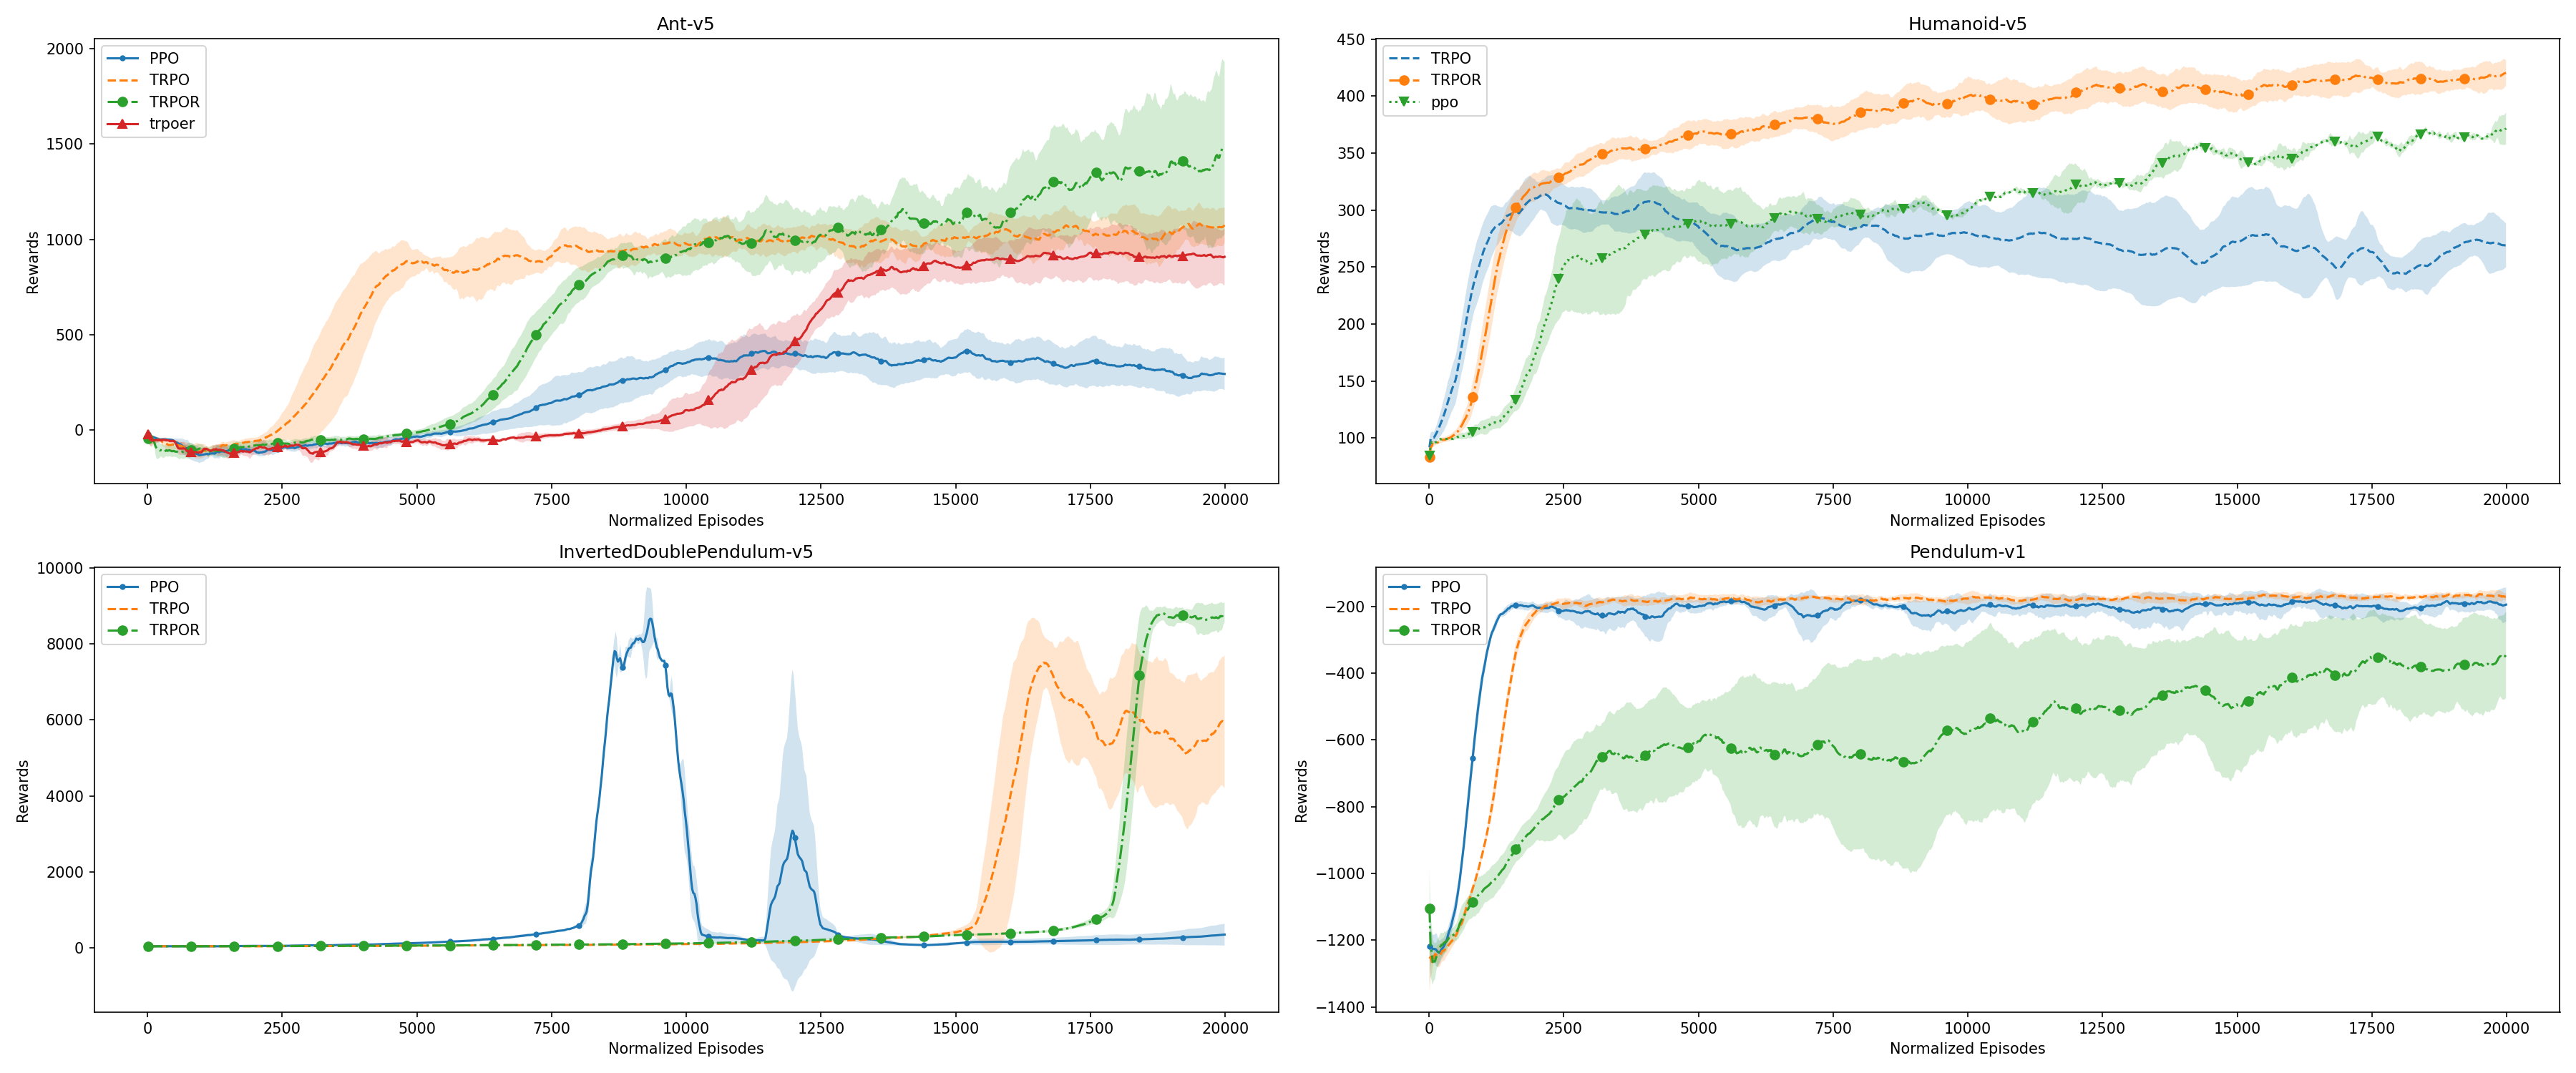 Ant-v5
2000
1500
1000
500
0
Rewards
PPO
TRPO
TRPOR
trpoer
0 2500 5000 7500 10000 12500 15000 17500 20000
Normalized Episodes
Humanoid-v5
450
400
350
300
250
200
150
100
Rewards
TRPO
TRPOR
ppo
0 2500 5000 7500 10000 12500 15000 17500 20000
Normalized Episodes
InvertedDoublePendulum-v5
10000
8000
6000
4000
2000
0
Rewards
PPO
TRPO
TRPOR
0 2500 5000 7500 10000 12500 15000 17500 20000
Normalized Episodes
Pendulum-v1
−200
−400
−600
−800
−1000
−1200
−1400
Rewards
PPO
TRPO
TRPOR
0 2500 5000 7500 10000 12500 15000 17500 20000
Normalized Episodes